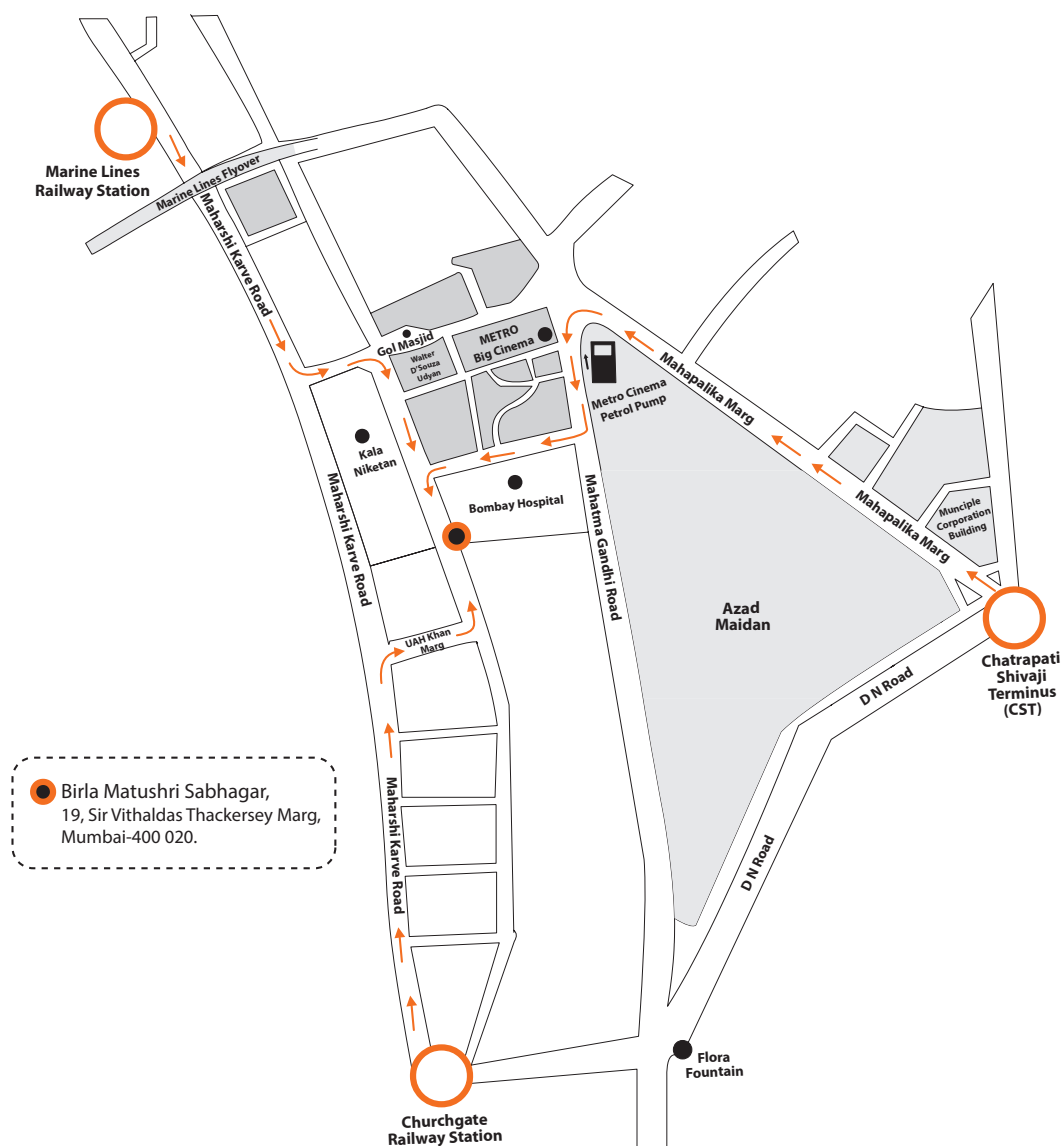 Marine Lines
Railway Station
Marine Lines Flyover
Maharshi Karve Road
Gol Masjid
METRO
Big Cinema
Walter
D'Souza
Udyan
Metro Cinema
Petrol Pump
Mahapalika Marg
Kala
Niketan
Bombay Hospital
Mahapalika Marg
Munciple
Corporation
Building
Maharshi Karve Road
Mahatma Gandhi Road
Azad
Maidan
UAH Khan
Marg
Chatrapati
Shivaji
Terminus
(CST)
D N Road
Birla Matushri Sabhagar,
19, Sir Vithaldas Thackersey Marg,
Mumbai-400 020.
Maharshi Karve Road
D N Road
Flora
Fountain
Churchgate
Railway Station